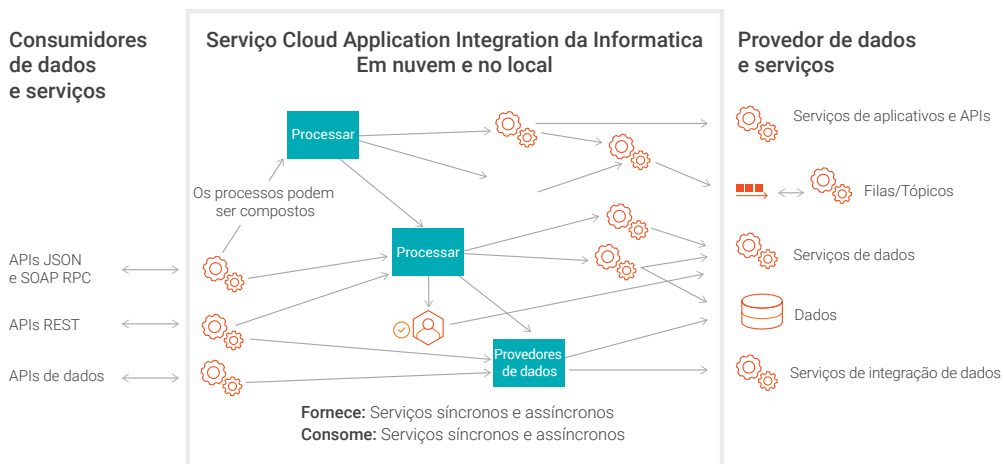 Consumidores
de dados
e serviços
Serviço Cloud Application Integration da Informatica
Em nuvem e no local
Provedor de dados
e serviços
Processar
Os processos podem
ser compostos
Processar
Provedores
de dados
APIs JSON
e SOAP RPC
APIs REST
APIs de dados
Serviços de aplicativos e APIs
Filas/Tópicos
Serviços de dados
Dados
Serviços de integração de dados
Fornece: Serviços síncronos e assíncronos
Consome: Serviços síncronos e assíncronos